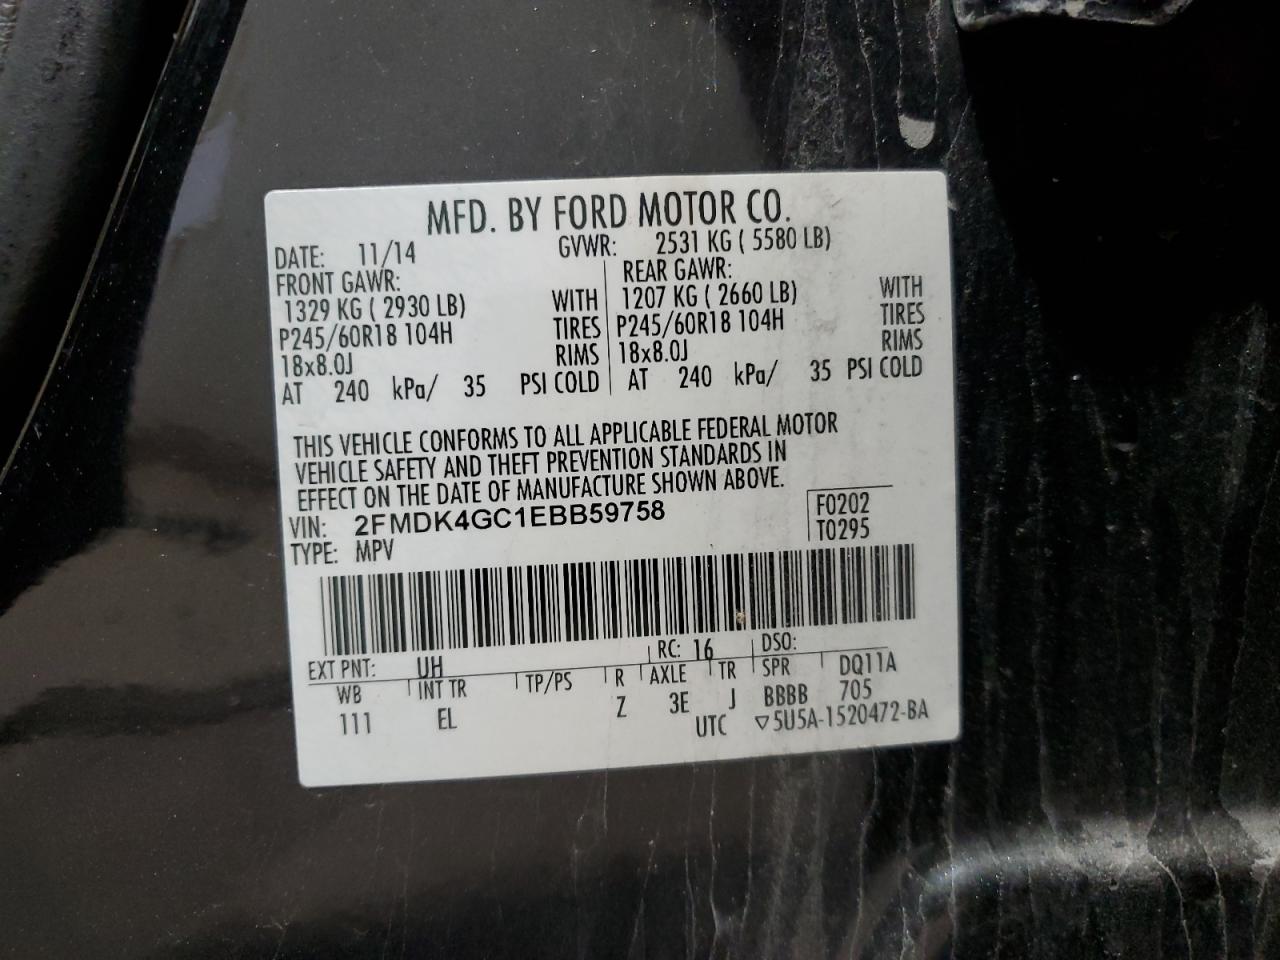 MFD. BY FORD MOTOR CO.
DATE: 11/14 GVWR: 2531 KG ( 5580 LB)
FRONT GAWR: REAR GAWR:
1329 KG ( 2930 LB) WITH 1207 KG ( 2660 LB) WITH
P245/60R18 104H TIRES P245/60R18 104H TIRES
18x8.0J RIMS 18x8.0J RIMS
AT 240 kPa/ 35 PSI COLD AT 240 kPa/ 35 PSI COLD
THIS VEHICLE CONFORMS TO ALL APPLICABLE FEDERAL MOTOR
VEHICLE SAFETY AND THEFT PREVENTION STANDARDS IN
EFFECT ON THE DATE OF MANUFACTURE SHOWN ABOVE.
VIN: 2FMDK4GC1EBB59758 F0202
TYPE: MPV T0295
EXT PNT: UH RC: 16 DSO:
WB INT TR TP/PS R AXLE TR SPR DQ11A
111 EL Z 3E J BBBB 705
UTC ▽5U5A-1520472-BA